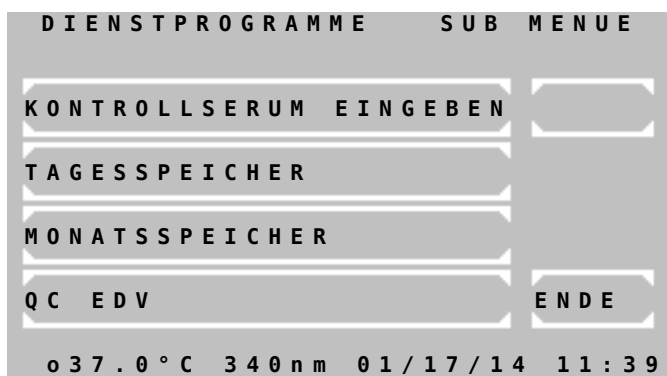 DIENSTPROGRAMME SUB MENUE
KONTROLLSERUM EINGEBEN
TAGESSPEICHER
MONATSSPEICHER
QC EDV ENDE
o37.0°C 340nm 01/17/14 11:39